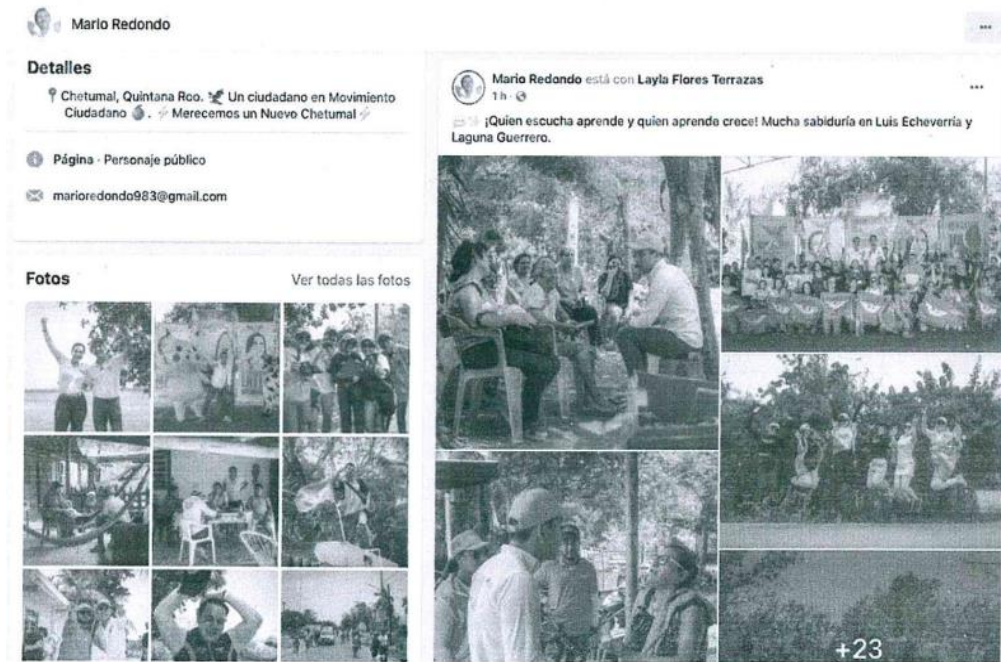 Mario Redondo
Detalles
Chetumal, Quintana Roo. Un ciudadano en Movimiento
Ciudadano . Merecemos un Nuevo Chetumal
Página · Personaje público
marioredondo983@gmail.com
Fotos
Ver todas las fotos
Mario Redondo está con Layla Flores Terrazas
1 h ·
¡Quien escucha aprende y quien aprende crece! Mucha sabiduría en Luis Echeverría y
Laguna Guerrero.
+23